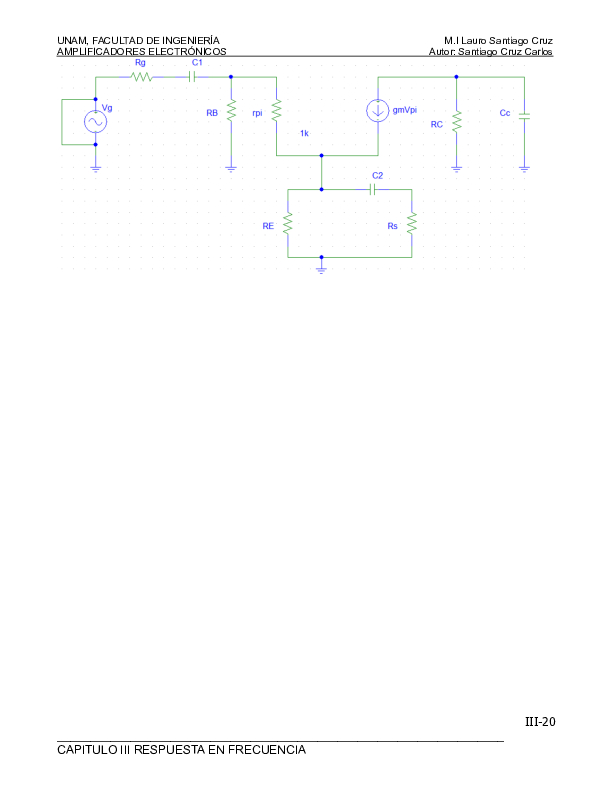 UNAM, FACULTAD DE INGENIERÍA
M.I Lauro Santiago Cruz
AMPLIFICADORES ELECTRÓNICOS
Autor: Santiago Cruz Carlos
Rg
C1
Vg
RB
rpi
1k
gmVpi
RC
Cc
C2
RE
Rs
III-20
CAPITULO III RESPUESTA EN FRECUENCIA